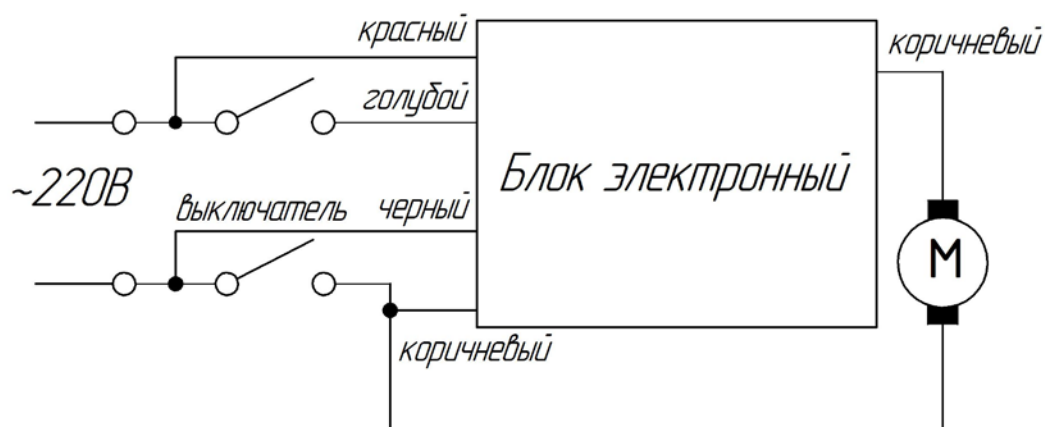 красный
коричневый
голубой
Блок электронный
~220В
выключатель
черный
М
коричневый